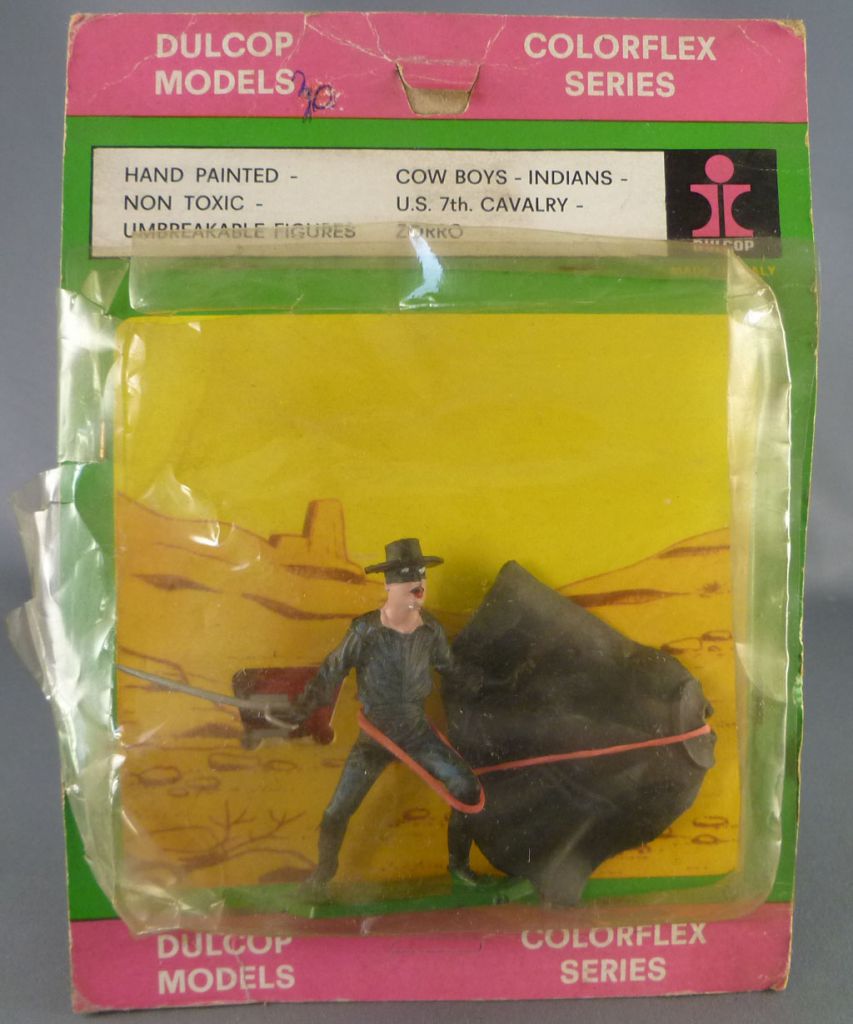 DULCOP
MODELS
COLORFLEX
SERIES
HAND PAINTED -
NON TOXIC -
UMBREAKABLE FIGURES
COW BOYS - INDIANS -
U.S. 7th. CAVALRY -
ZORRO
DULCOP
DULCOP
MODELS
COLORFLEX
SERIES